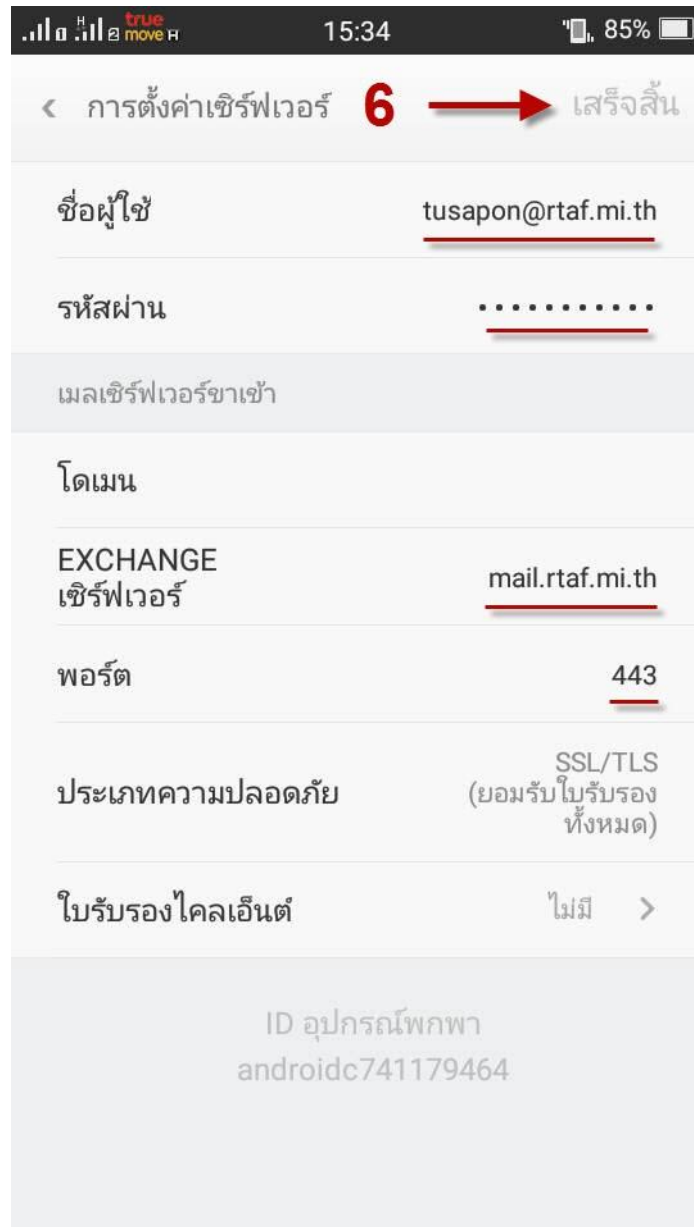 true
move H
15:34
85%
การตั้งค่าเซิร์ฟเวอร์ 6 เสร็จสิ้น
ชื่อผู้ใช้ tusapon@rtaf.mi.th
รหัสผ่าน ...........
เมลเซิร์ฟเวอร์ขาเข้า
โดเมน
EXCHANGE
เซิร์ฟเวอร์ mail.rtaf.mi.th
พอร์ต 443
ประเภทความปลอดภัย SSL/TLS
(ยอมรับใบรับรอง
ทั้งหมด)
ใบรับรองไคลเอ็นต์ ไม่มี
ID อุปกรณ์พกพา
androidc741179464